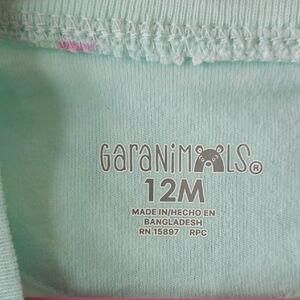 GaRaNiMaLS®
12M
MADE IN/HECHO EN
BANGLADESH
RN 15897 RPC